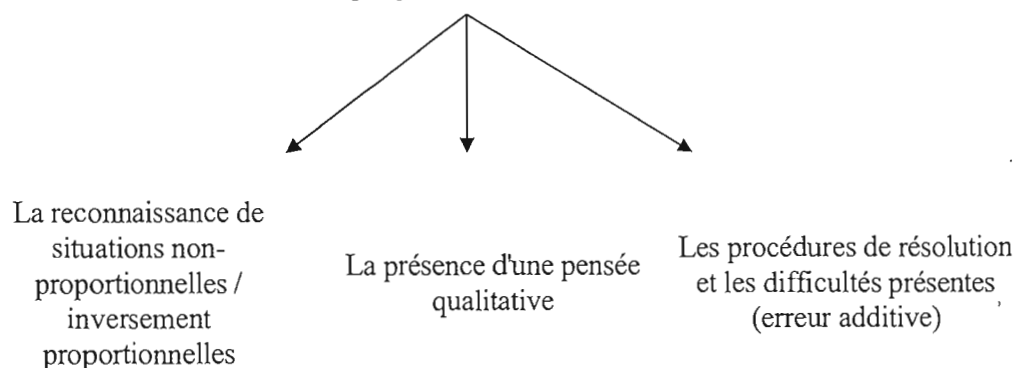 La reconnaissance de
situations non-
proportionnelles /
inversement
proportionnelles
La présence d'une pensée
qualitative
Les procédures de résolution
et les difficultés présentes
(erreur additive)